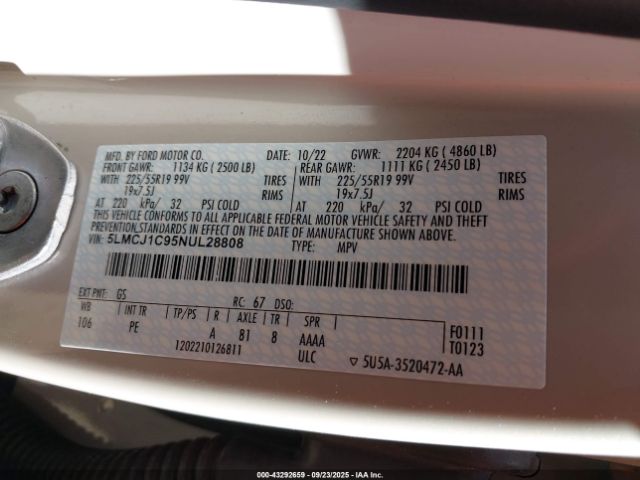 MFD. BY FORD MOTOR CO. DATE: 10/22 GVWR: 2204 KG ( 4860 LB)
FRONT GAWR: 1134 KG ( 2500 LB) REAR GAWR: 1111 KG ( 2450 LB)
WITH 225/55R19 99V TIRES WITH 225/55R19 99V TIRES
19x7.5J RIMS 19x7.5J RIMS
AT 220 kPa/ 32 PSI COLD AT 220 kPa/ 32 PSI COLD
THIS VEHICLE CONFORMS TO ALL APPLICABLE FEDERAL MOTOR VEHICLE SAFETY AND THEFT
PREVENTION STANDARDS IN EFFECT ON THE DATE OF MANUFACTURE SHOWN ABOVE.
VIN: 5LMCJ1C95NUL28808 TYPE: MPV
EXT PNT: GS RC: 67 DSO:
WB INT TR TP/PS R AXLE TR SPR
106 PE A 81 8 AAAA
1202210126811 ULC
F0111
T0123
▽ 5U5A-3520472-AA
000-43292659 - 09/23/2025 - IAA Inc.